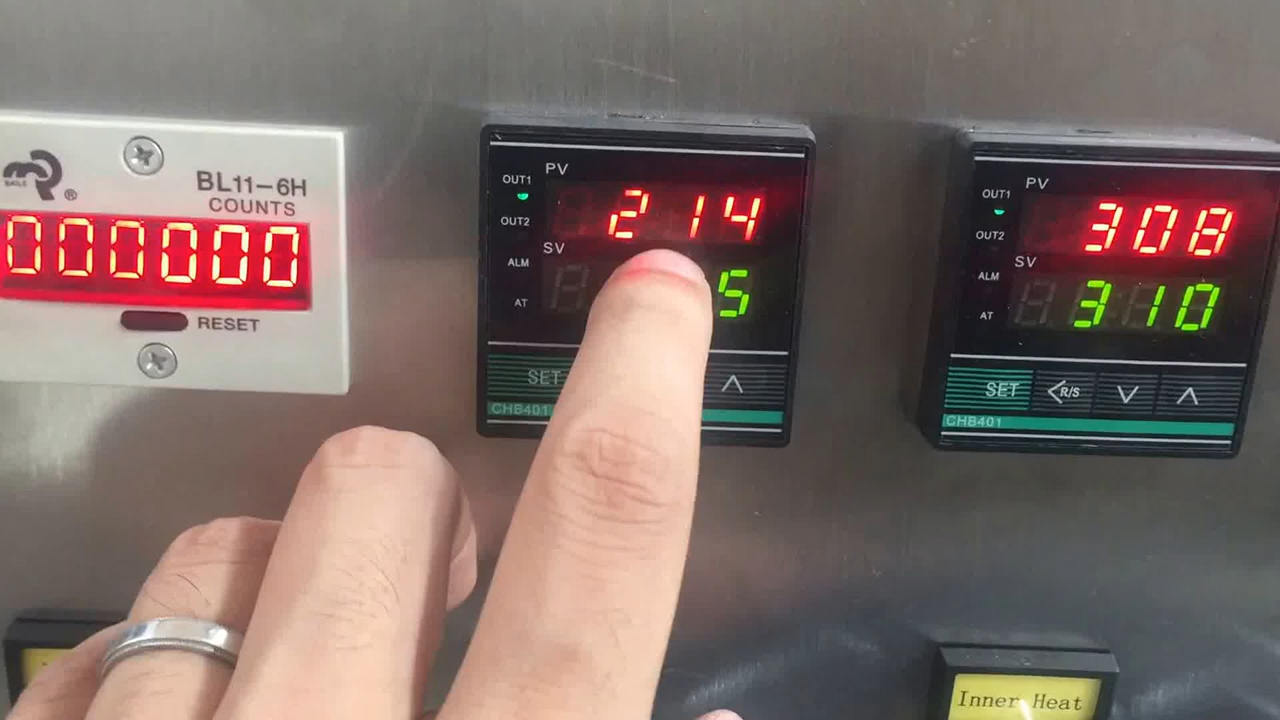 BAILE ®
BL11-6H
COUNTS
000000
RESET
PV
OUT1
214
OUT2
SV
ALM
5
AT
SET
∧
CHB401
PV
OUT1
308
OUT2
SV
ALM
310
AT
SET
<R/S
∨
∧
CHB401
Inner Heat